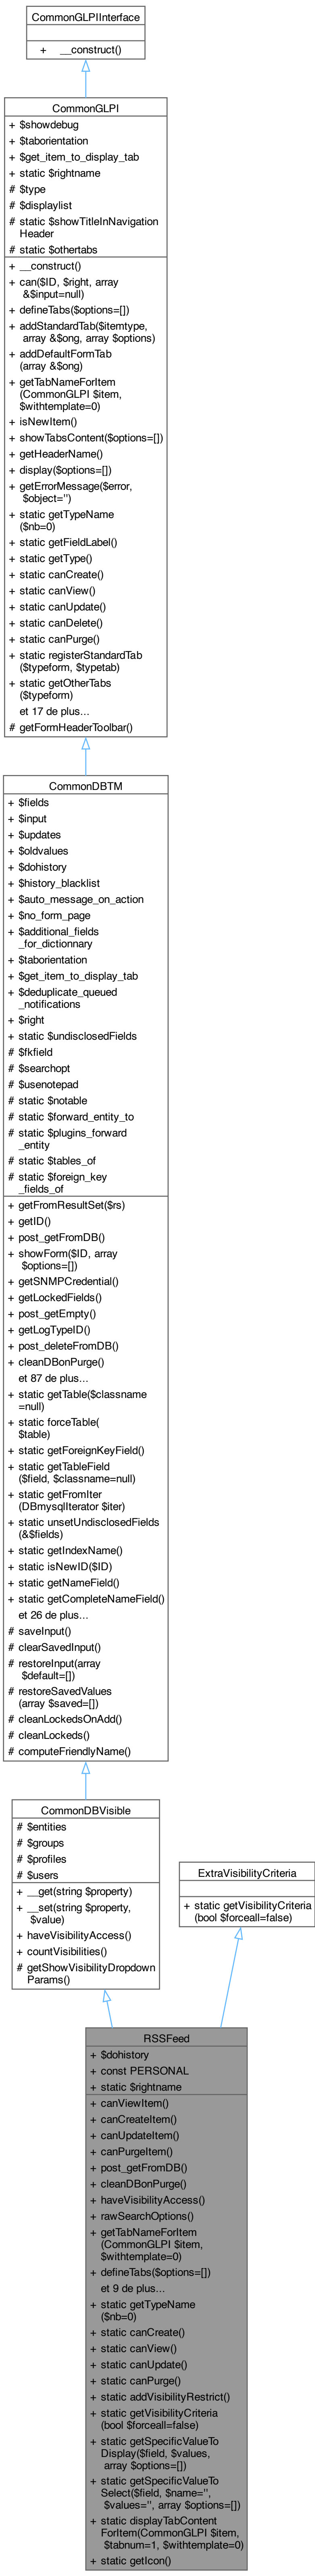 CommonGLPIInterface
+ __construct()
CommonGLPI
+ $showdebug
+ $taborientation
+ $get_item_to_display_tab
+ static $rightname
# $type
# $displaylist
# static $showTitleInNavigation
Header
# static $othertabs
+ __construct()
+ can($ID, $right, array
&$input=null)
+ defineTabs($options=[])
+ addStandardTab($itemtype,
array &$ong, array $options)
+ addDefaultFormTab
(array &$ong)
+ getTabNameForItem
(CommonGLPI $item,
$withtemplate=0)
+ isNewItem()
+ showTabsContent($options=[])
+ getHeaderName()
+ display($options=[])
+ getErrorMessage($error,
$object='')
+ static getTypeName
($nb=0)
+ static getFieldLabel()
+ static getType()
+ static canCreate()
+ static canView()
+ static canUpdate()
+ static canDelete()
+ static canPurge()
+ static registerStandardTab
($typeform, $typetab)
+ static getOtherTabs
($typeform)
et 17 de plus...
# getFormHeaderToolbar()
CommonDBTM
+ $fields
+ $input
+ $updates
+ $oldvalues
+ $dohistory
+ $history_blacklist
+ $auto_message_on_action
+ $no_form_page
+ $additional_fields
_for_dictionnary
+ $taborientation
+ $get_item_to_display_tab
+ $deduplicate_queued
_notifications
+ $right
+ static $undisclosedFields
# $fkfield
# $searchopt
# $usenotepad
# static $notable
# static $forward_entity_to
# static $plugins_forward
_entity
# static $tables_of
# static $foreign_key
_fields_of
+ getFromResultSet($rs)
+ getID()
+ post_getFromDB()
+ showForm($ID, array
$options=[])
+ getSNMPCredential()
+ getLockedFields()
+ post_getEmpty()
+ getLogTypeID()
+ post_deleteFromDB()
+ cleanDBonPurge()
et 87 de plus...
+ static getTable($classname
=null)
+ static forceTable(
$table)
+ static getForeignKeyField()
+ static getTableField
($field, $classname=null)
+ static getFromIter
(DBmysqlIterator $iter)
+ static unsetUndisclosedFields
(&$fields)
+ static getIndexName()
+ static isNewID($ID)
+ static getNameField()
+ static getCompleteNameField()
et 26 de plus...
# saveInput()
# clearSavedInput()
# restoreInput(array
$default=[])
# restoreSavedValues
(array $saved=[])
# cleanLockedsOnAdd()
# cleanLockeds()
# computeFriendlyName()
CommonDBVisible
# $entities
# $groups
# $profiles
# $users
+ __get(string $property)
+ __set(string $property,
$value)
+ haveVisibilityAccess()
+ countVisibilities()
# getShowVisibilityDropdown
Params()
ExtraVisibilityCriteria
+ static getVisibilityCriteria
(bool $forceall=false)
RSSFeed
+ $dohistory
+ const PERSONAL
+ static $rightname
+ canViewItem()
+ canCreateItem()
+ canUpdateItem()
+ canPurgeItem()
+ post_getFromDB()
+ cleanDBonPurge()
+ haveVisibilityAccess()
+ rawSearchOptions()
+ getTabNameForItem
(CommonGLPI $item,
$withtemplate=0)
+ defineTabs($options=[])
et 9 de plus...
+ static getTypeName
($nb=0)
+ static canCreate()
+ static canView()
+ static canUpdate()
+ static canPurge()
+ static addVisibilityRestrict()
+ static getVisibilityCriteria
(bool $forceall=false)
+ static getSpecificValueTo
Display($field, $values,
array $options=[])
+ static getSpecificValueTo
Select($field, $name='',
$values='', array $options=[])
+ static displayTabContent
ForItem(CommonGLPI $item,
$tabnum=1, $withtemplate=0)
+ static getIcon()